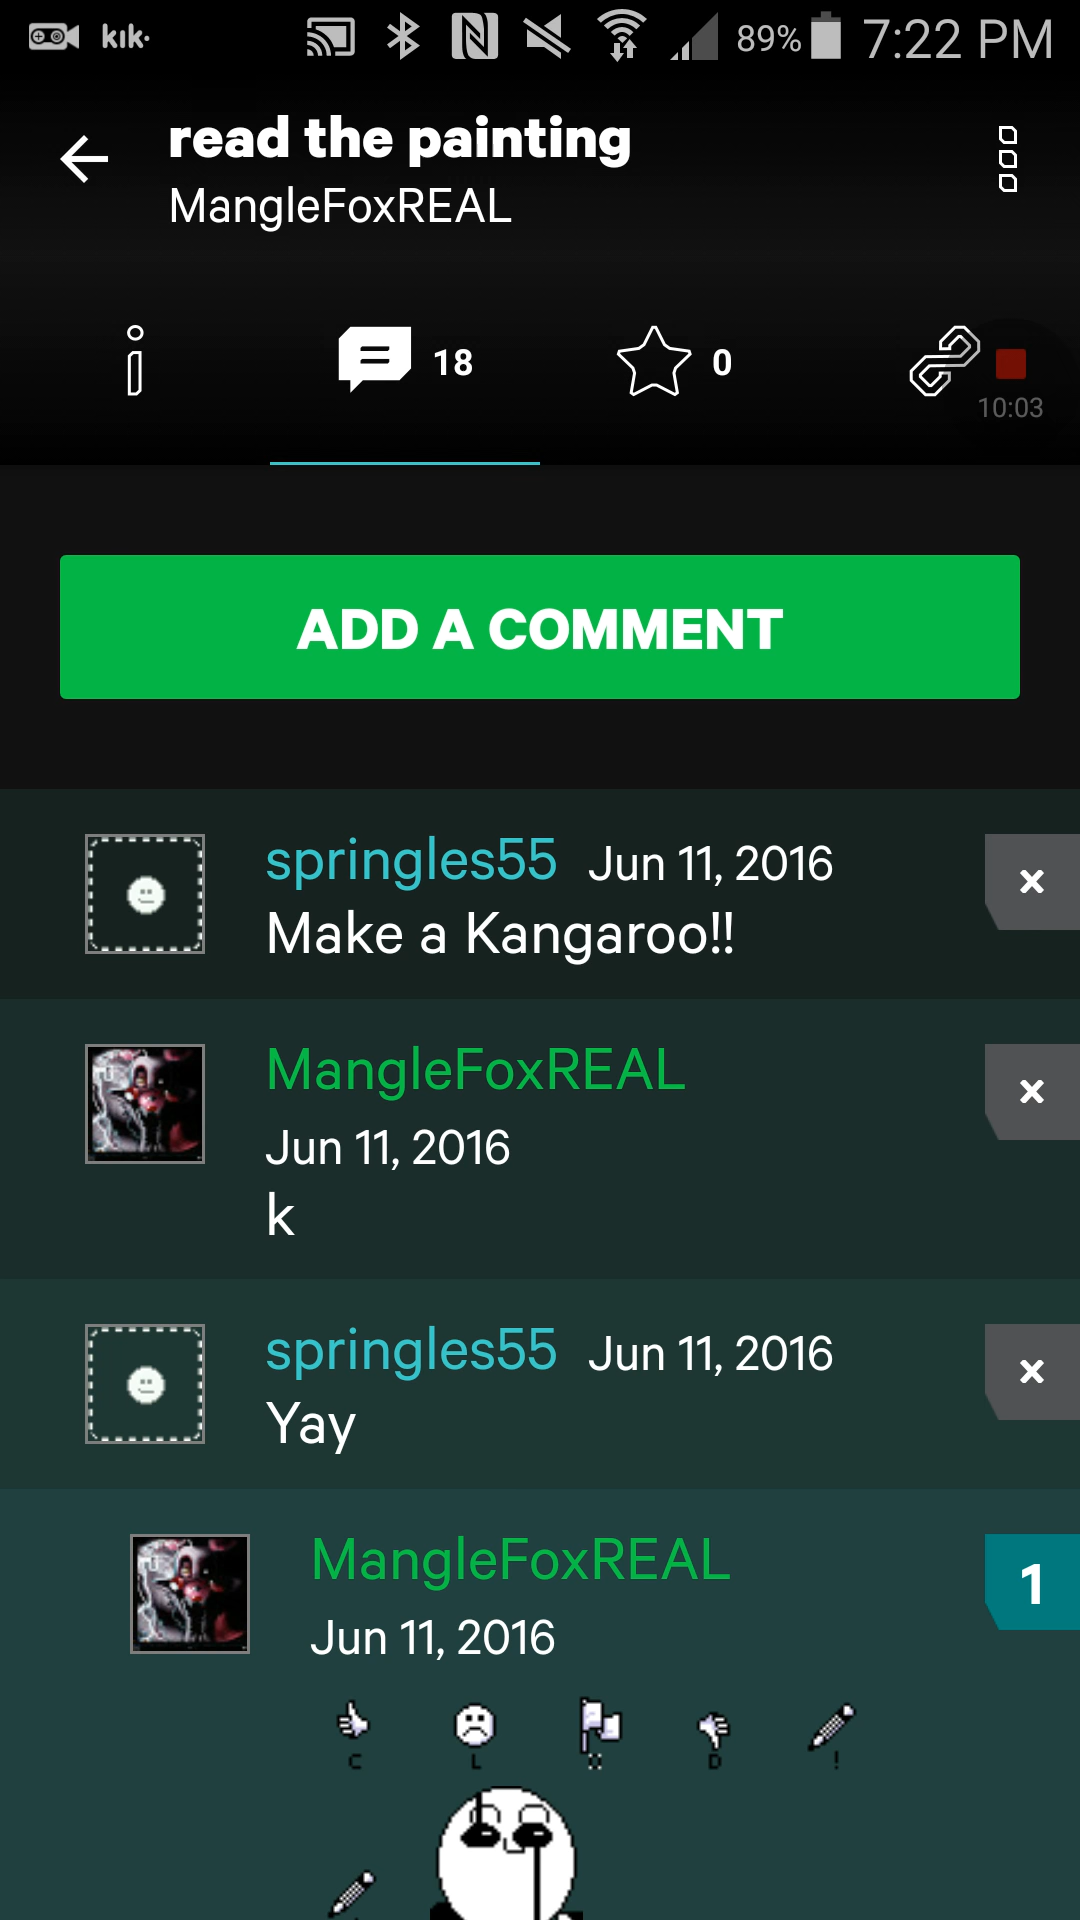 kik·
89%
7:22 PM
read the painting
MangleFoxREAL
18
0
10:03
ADD A COMMENT
springles55 Jun 11, 2016
Make a Kangaroo!!
MangleFoxREAL
Jun 11, 2016
k
springles55 Jun 11, 2016
Yay
MangleFoxREAL
1
Jun 11, 2016
C L N D !